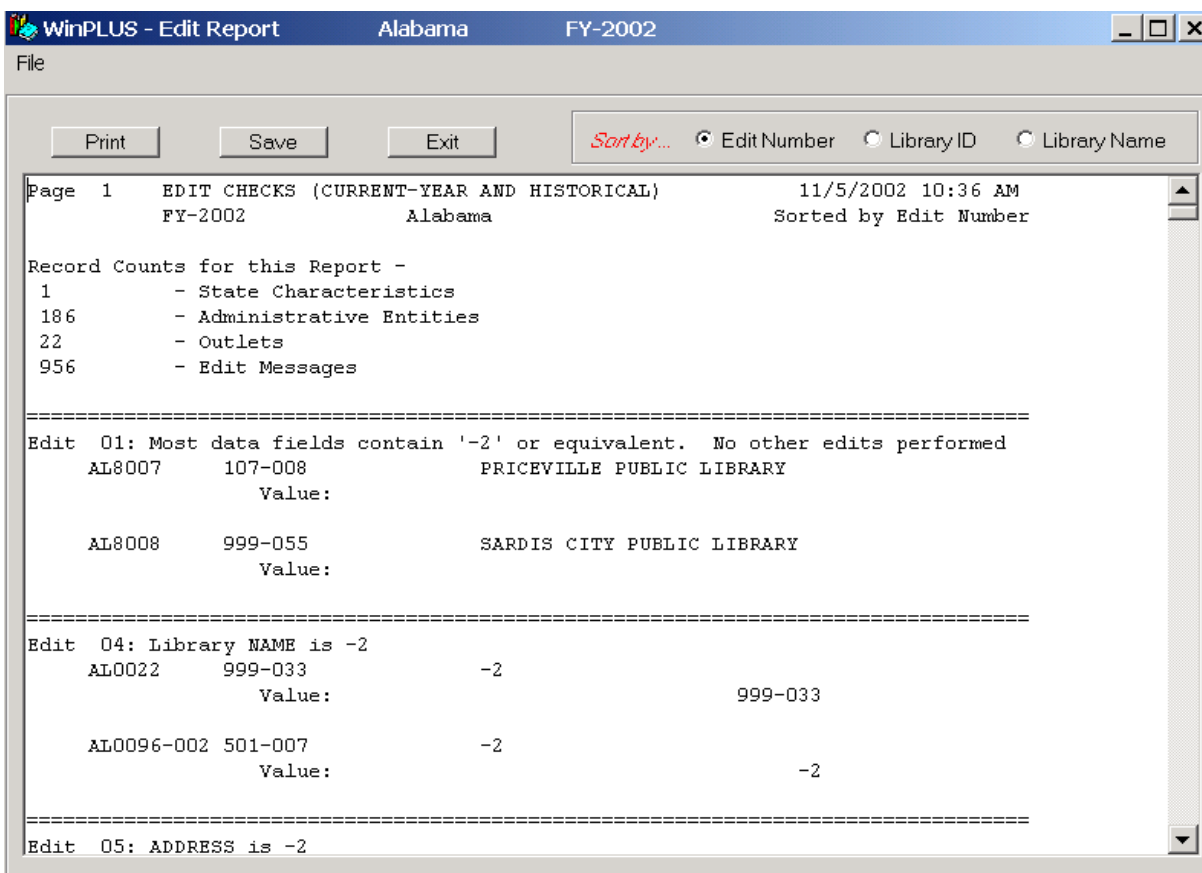 WinPLUS - Edit Report Alabama FY-2002
File
Print Save Exit Sort by... Edit Number Library ID Library Name
Page 1 EDIT CHECKS (CURRENT-YEAR AND HISTORICAL) 11/5/2002 10:36 AM
FY-2002 Alabama Sorted by Edit Number
Record Counts for this Report -
1 - State Characteristics
186 - Administrative Entities
22 - Outlets
956 - Edit Messages
==================================================================================
Edit 01: Most data fields contain '-2' or equivalent. No other edits performed
AL8007 107-008 PRICEVILLE PUBLIC LIBRARY
Value:
AL8008 999-055 SARDIS CITY PUBLIC LIBRARY
Value:
==================================================================================
Edit 04: Library NAME is -2
AL0022 999-033 -2
Value: 999-033
AL0096-002 501-007 -2
Value: -2
==================================================================================
Edit 05: ADDRESS is -2